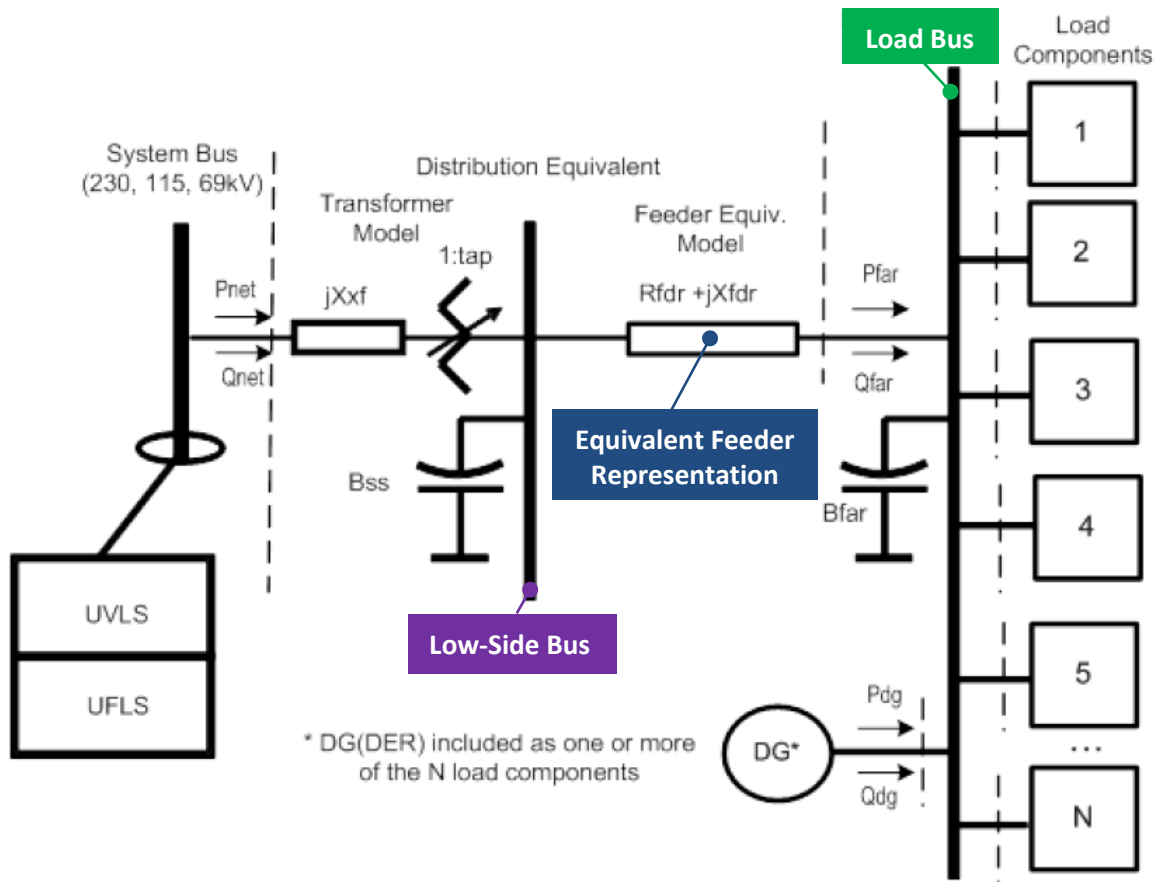 Load Bus
Load
Components
System Bus
(230, 115, 69kV)
Distribution Equivalent
Transformer
Model
1:tap
Feeder Equiv.
Model
Pnet
jXxf
Rfdr +jXfdr
Pfar
Qnet
Qfar
Equivalent Feeder
Representation
Bss
Bfar
1
2
3
4
5
...
N
UVLS
UFLS
Low-Side Bus
* DG(DER) included as one or more
of the N load components
DG*
Pdg
Qdg